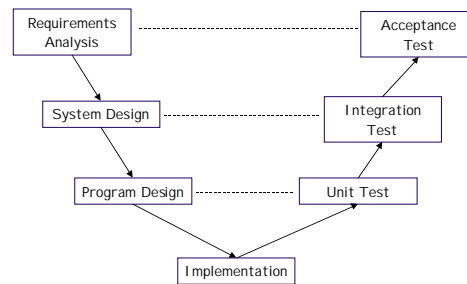 Requirements
Analysis
Acceptance
Test
System Design
Integration
Test
Program Design
Unit Test
Implementation